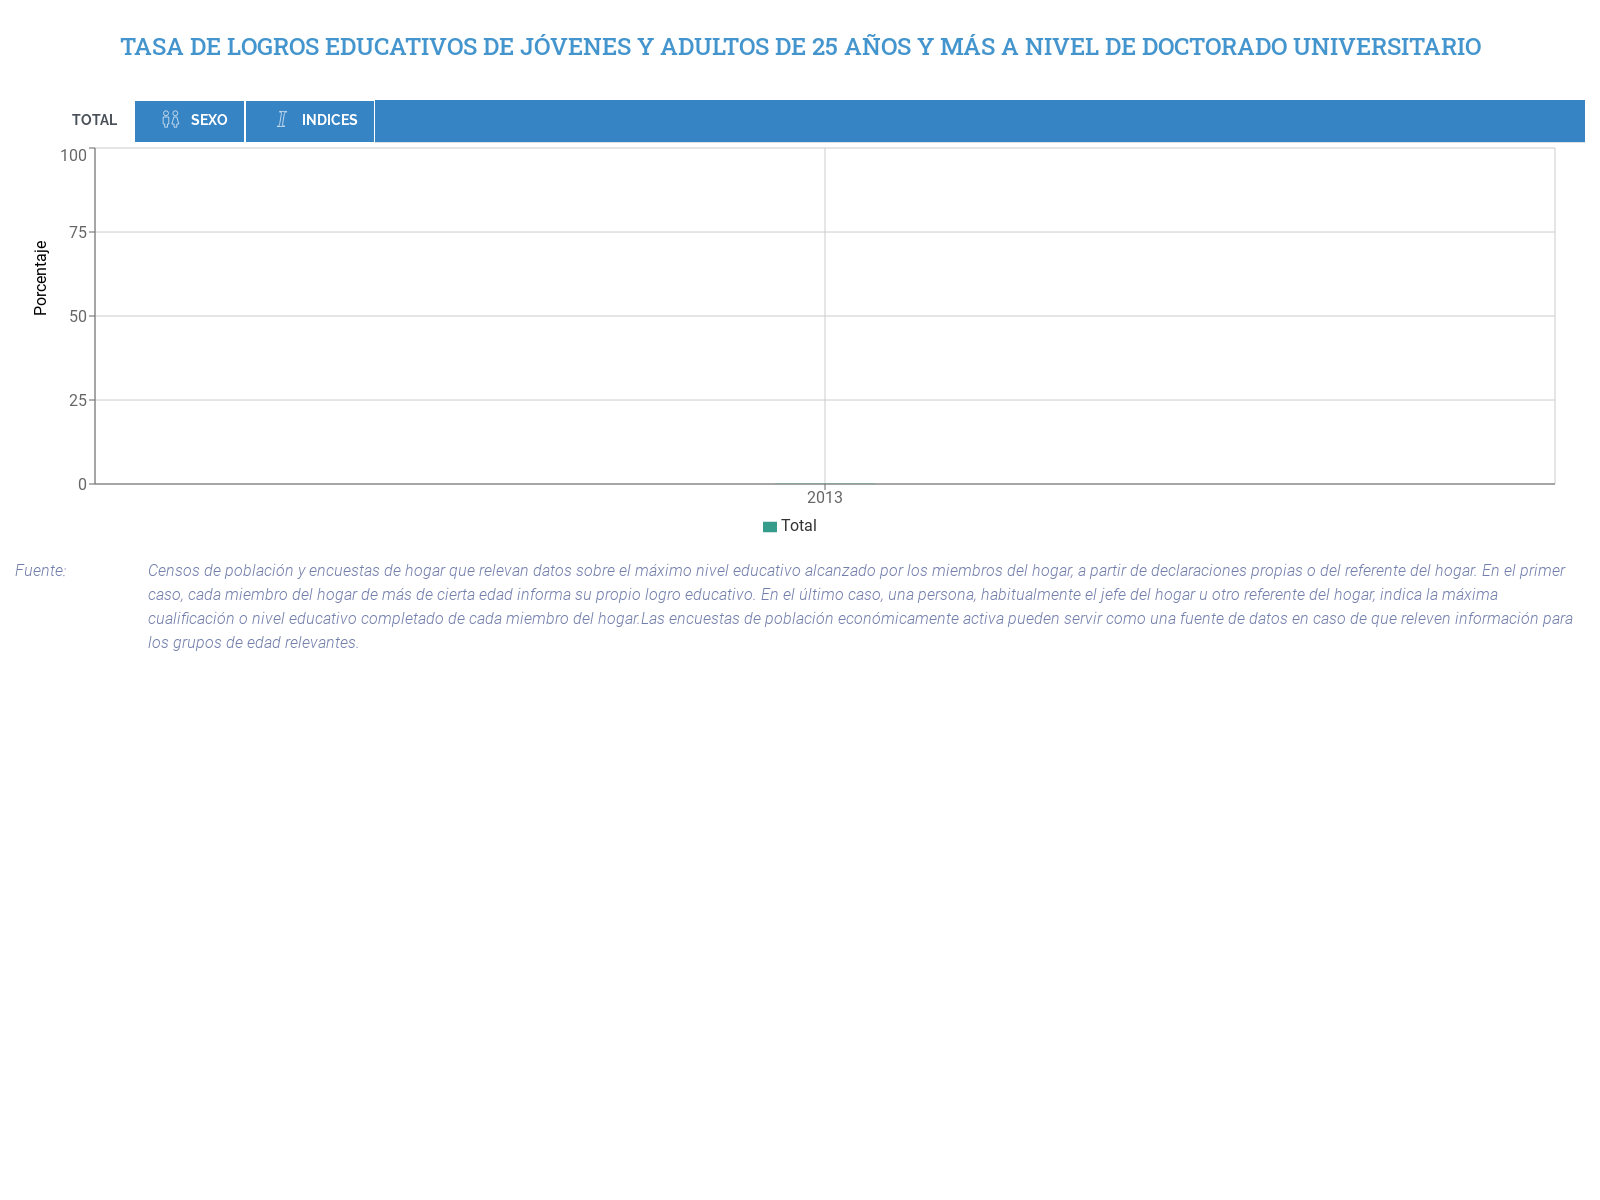 TASA DE LOGROS EDUCATIVOS DE JÓVENES Y ADULTOS DE 25 AÑOS Y MÁS A NIVEL DE DOCTORADO UNIVERSITARIO
TOTAL SEXO INDICES
100
75
Porcentaje
50
25
0
2013
Total
Fuente: Censos de población y encuestas de hogar que relevan datos sobre el máximo nivel educativo alcanzado por los miembros del hogar, a partir de declaraciones propias o del referente del hogar. En el primer
caso, cada miembro del hogar de más de cierta edad informa su propio logro educativo. En el último caso, una persona, habitualmente el jefe del hogar u otro referente del hogar, indica la máxima
cualificación o nivel educativo completado de cada miembro del hogar.Las encuestas de población económicamente activa pueden servir como una fuente de datos en caso de que releven información para
los grupos de edad relevantes.